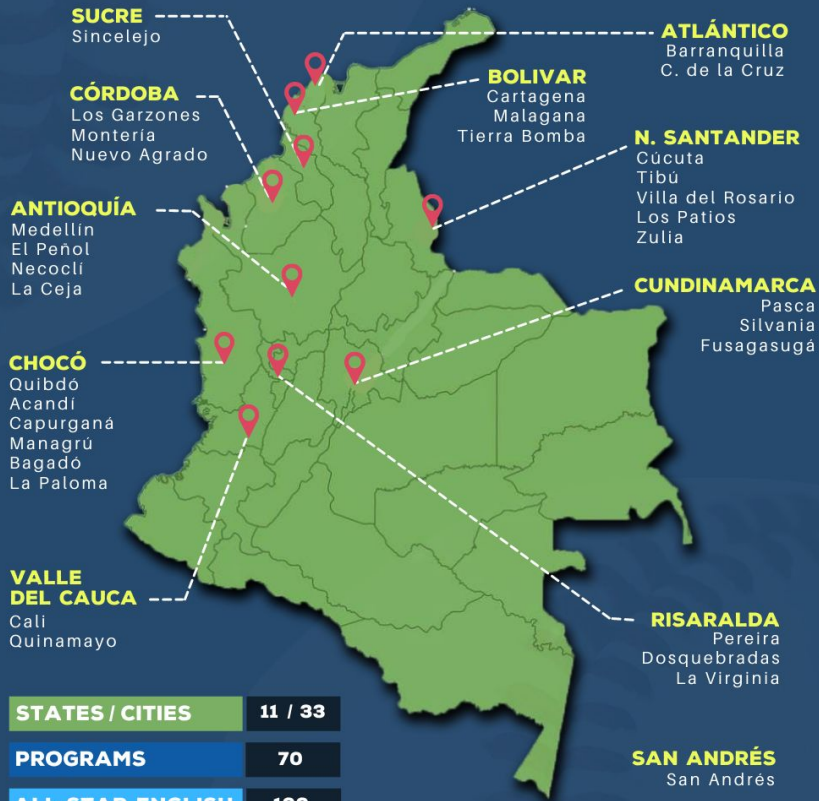 SUCRE
Sincelejo
ATLÁNTICO
Barranquilla
C. de la Cruz
BOLIVAR
Cartagena
Malagana
Tierra Bomba
CÓRDOBA
Los Garzones
Montería
Nuevo Agrado
N. SANTANDER
Cúcuta
Tibú
Villa del Rosario
Los Patios
Zulia
ANTIOQUÍA
Medellín
El Peñol
Necoclí
La Ceja
CUNDINAMARCA
Pasca
Silvania
Fusagasugá
CHOCÓ
Quibdó
Acandí
Capurganá
Managrú
Bagadó
La Paloma
VALLE
DEL CAUCA
Cali
Quinamayo
RISARALDA
Pereira
Dosquebradas
La Virginia
STATES / CITIES 11 / 33
PROGRAMS 70
SAN ANDRÉS
San Andrés
ALL-STAR ENGLISH